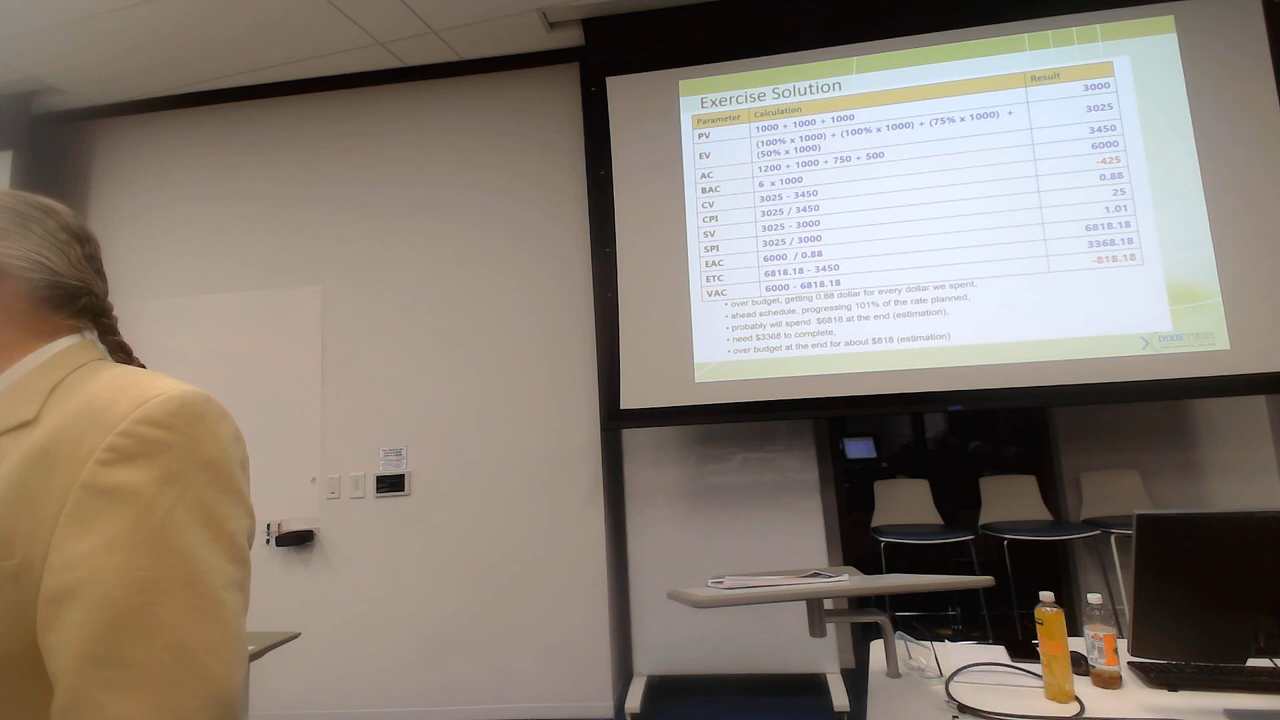 Exercise Solution
Parameter Calculation Result
PV 1000 + 1000 + 1000 3000
EV (100% x 1000) + (100% x 1000) + (75% x 1000) + 3025
(50% x 1000)
AC 1200 + 1000 + 750 + 500 3450
BAC 6 x 1000 6000
CV 3025 - 3450 -425
CPI 3025 / 3450 0.88
SV 3025 - 3000 25
SPI 3025 / 3000 1.01
EAC 6000 / 0.88 6818.18
ETC 6818.18 - 3450 3368.18
VAC 6000 - 6818.18 -818.18
• over budget, getting 0.88 dollar for every dollar we spent,
• ahead schedule, progressing 101% of the rate planned,
• probably will spend $6818 at the end (estimation),
• need $3368 to complete,
• over budget at the end for about $818 (estimation)
DIXIE